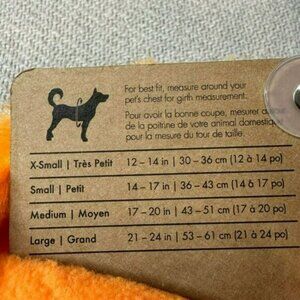 For best fit, measure around your
pet's chest for girth measurement.
Pour avoir la bonne coupe, mesurer
de la poitrine de votre animal domestiqu
pour la mesure du tour de taille.
X-Small | Très Petit 12 – 14 in | 30 – 36 cm (12 à 14 po)
Small | Petit 14 – 17 in | 36 – 43 cm (14 à 17 po)
Medium | Moyen 17 – 20 in | 43 – 51 cm (17 à 20 po)
Large | Grand 21 – 24 in | 53 – 61 cm (21 à 24 po)